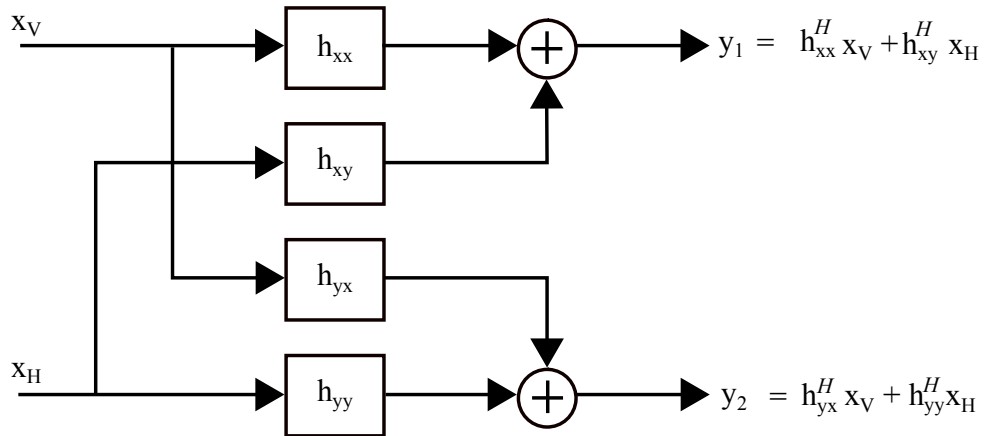 x_V
h_xx
+
y_1 = h_xx^H x_V + h_xy^H x_H
h_xy
h_yx
x_H
h_yy
+
y_2 = h_yx^H x_V + h_yy^H x_H